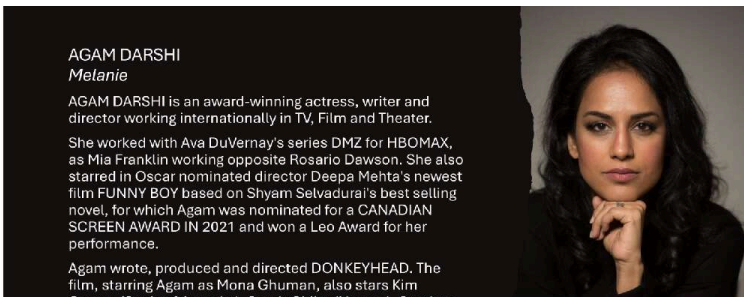 AGAM DARSHI
Melanie
AGAM DARSHI is an award-winning actress, writer and
director working internationally in TV, Film and Theater.
She worked with Ava DuVernay's series DMZ for HBOMAX,
as Mia Franklin working opposite Rosario Dawson. She also
starred in Oscar nominated director Deepa Mehta's newest
film FUNNY BOY based on Shyam Selvadurai's best selling
novel, for which Agam was nominated for a CANADIAN
SCREEN AWARD IN 2021 and won a Leo Award for her
performance.
Agam wrote, produced and directed DONKEYHEAD. The
film, starring Agam as Mona Ghuman, also stars Kim